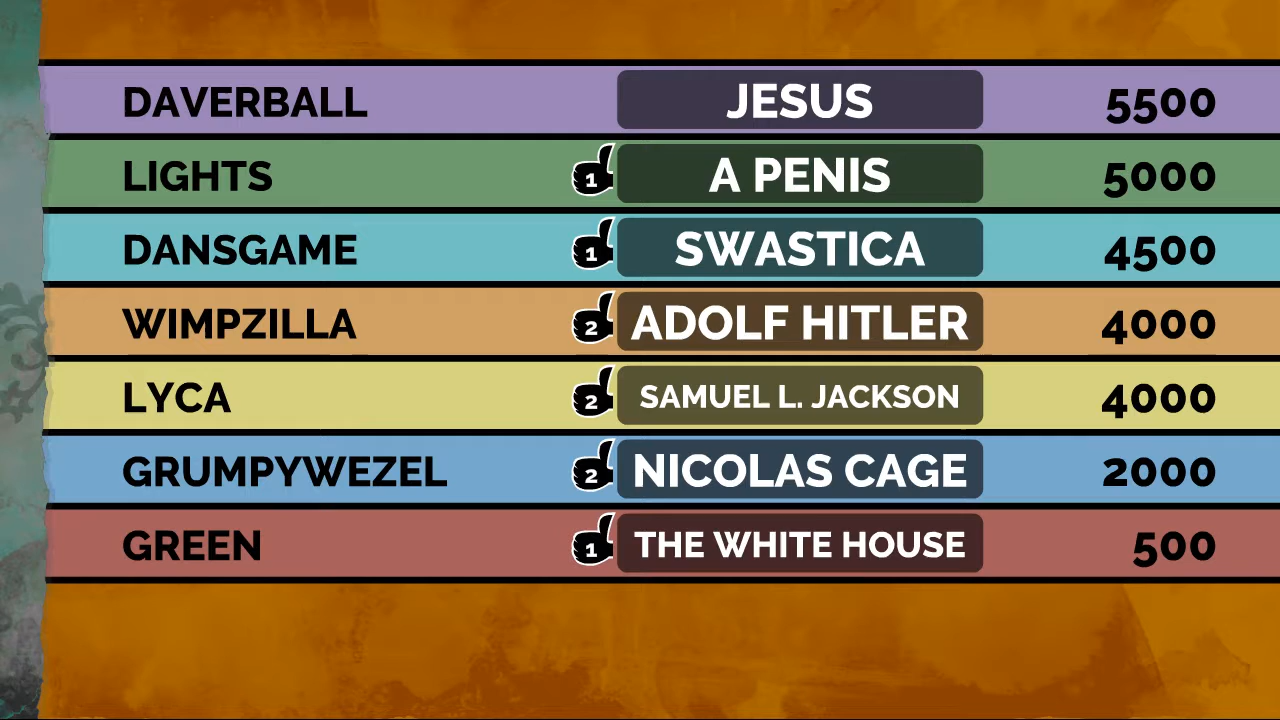 DAVERBALL JESUS 5500
LIGHTS 1 A PENIS 5000
DANSGAME 1 SWASTICA 4500
WIMPZILLA 2 ADOLF HITLER 4000
LYCA 2 SAMUEL L. JACKSON 4000
GRUMPYWEZEL 2 NICOLAS CAGE 2000
GREEN 1 THE WHITE HOUSE 500